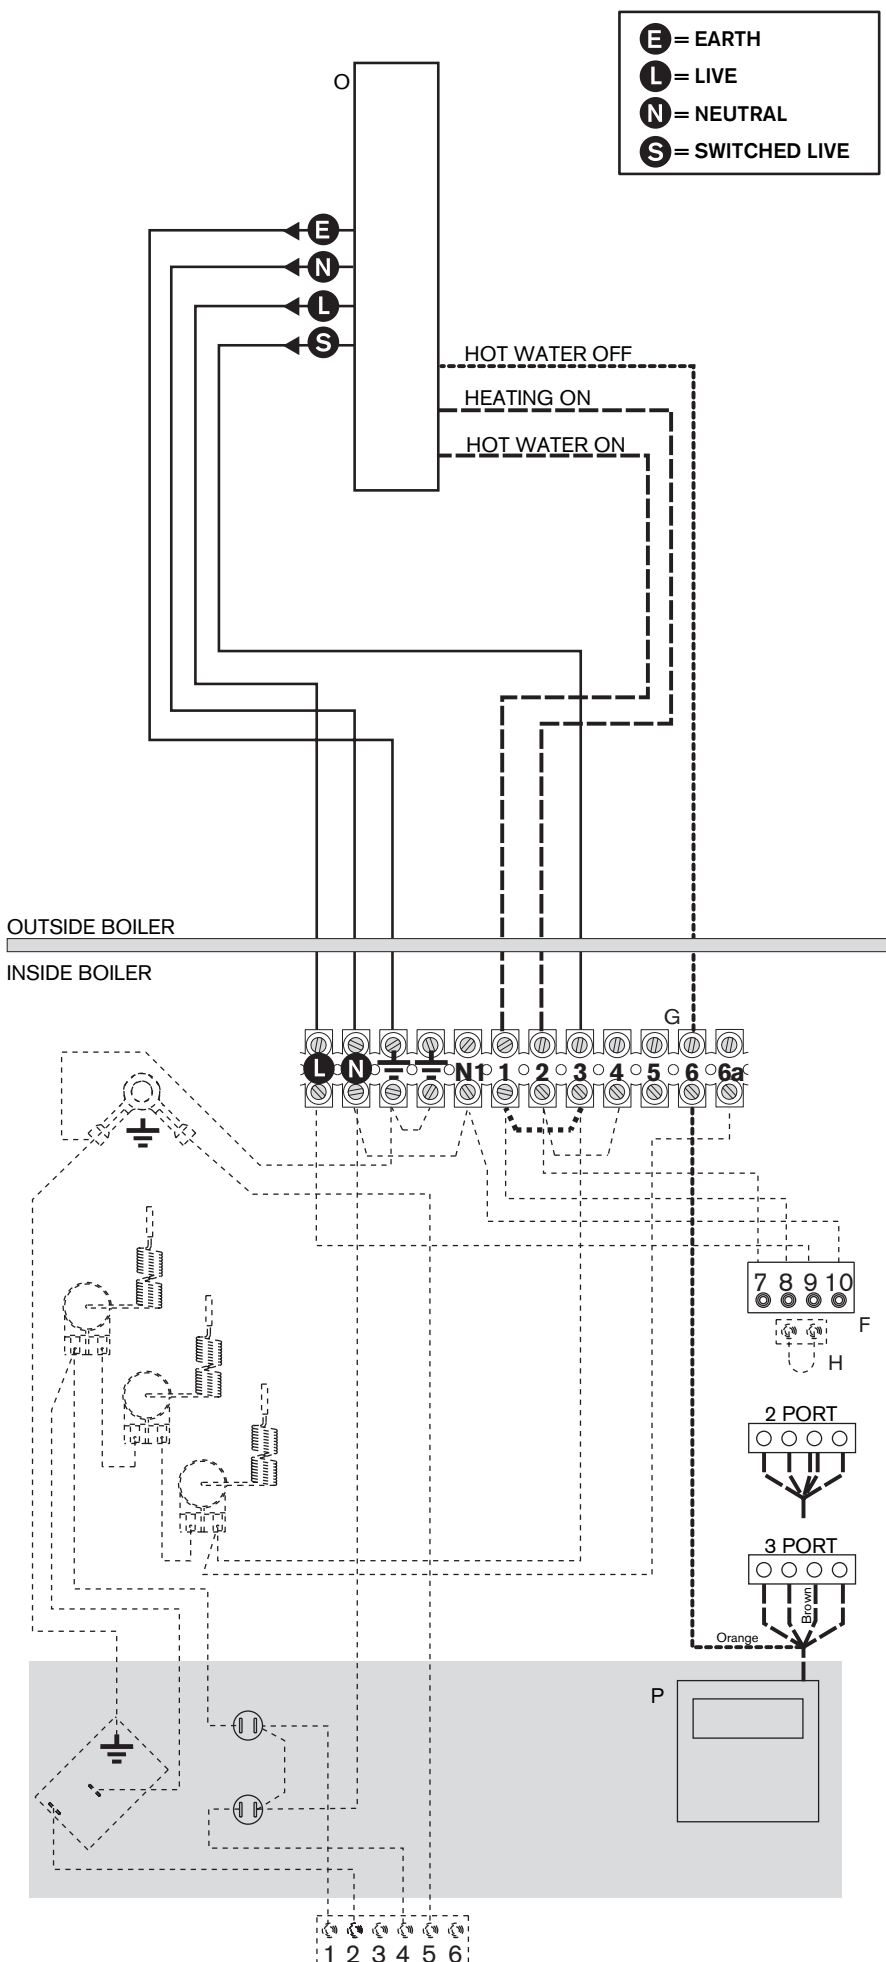 E = EARTH
L = LIVE
N = NEUTRAL
S = SWITCHED LIVE
O
E
N
L
S
HOT WATER OFF
HEATING ON
HOT WATER ON
OUTSIDE BOILER
INSIDE BOILER
G
L N N1 1 2 3 4 5 6 6a
7 8 9 10
F
H
2 PORT
3 PORT
Brown
Orange
P
1 2 3 4 5 6